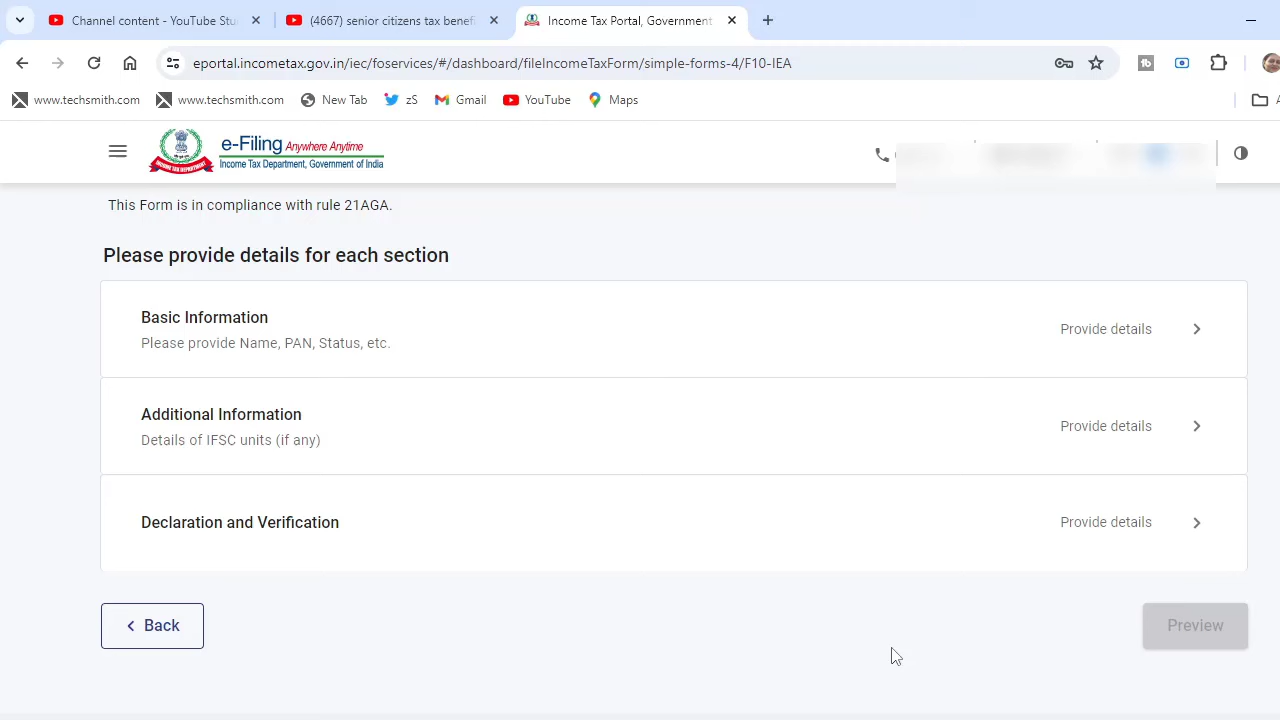 Channel content - YouTube Stu
(4667) senior citizens tax benefi
Income Tax Portal, Government
eportal.incometax.gov.in/iec/foservices/#/dashboard/fileIncomeTaxForm/simple-forms-4/F10-IEA
www.techsmith.com
www.techsmith.com
New Tab
zS
Gmail
YouTube
Maps
e-Filing Anywhere Anytime
Income Tax Department, Government of India
This Form is in compliance with rule 21AGA.
Please provide details for each section
Basic Information
Please provide Name, PAN, Status, etc.
Provide details
Additional Information
Details of IFSC units (if any)
Provide details
Declaration and Verification
Provide details
Back
Preview